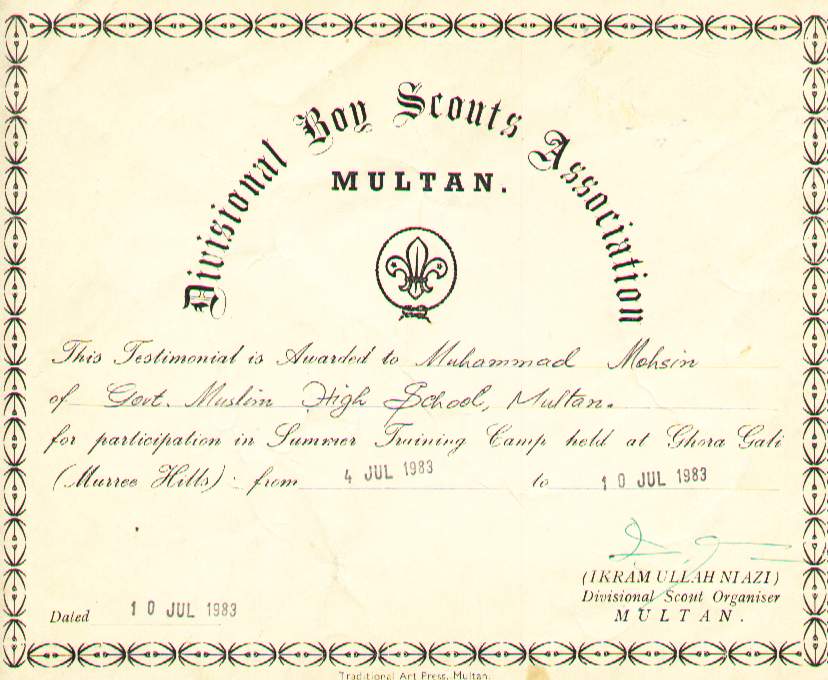 Divisional Boy Scouts Association
MULTAN.
This Testimonial is Awarded to Muhammad Mohsin
of Govt. Muslim High School, Multan.
for participation in Summer Training Camp held at Ghora Gali
(Murree Hills) : from 4 JUL 1983 to 10 JUL 1983
(IKRAM ULLAH NIAZI)
Divisional Scout Organiser
MULTAN.
Dated 10 JUL 1983
Traditional Art Press, Multan.